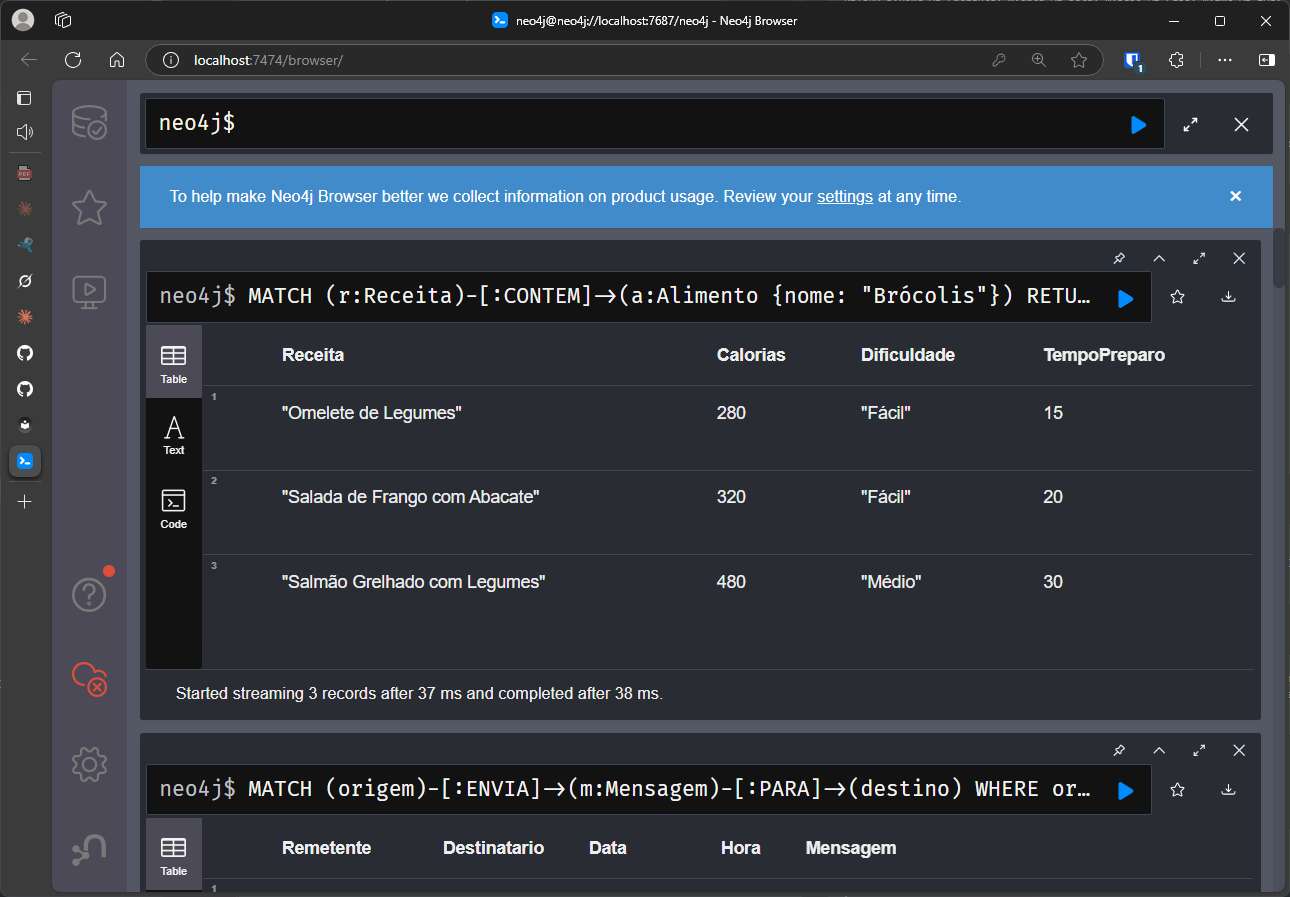 neo4j@neo4j://localhost:7687/neo4j - Neo4j Browser
localhost:7474/browser/
1
PDF
neo4j$
To help make Neo4j Browser better we collect information on product usage. Review your settings at any time.
neo4j$ MATCH (r:Receita)-[:CONTEM]->(a:Alimento {nome: "Brócolis"}) RETU…
Table
Text
Code
Receita Calorias Dificuldade TempoPreparo
1 "Omelete de Legumes" 280 "Fácil" 15
2 "Salada de Frango com Abacate" 320 "Fácil" 20
3 "Salmão Grelhado com Legumes" 480 "Médio" 30
Started streaming 3 records after 37 ms and completed after 38 ms.
neo4j$ MATCH (origem)-[:ENVIA]->(m:Mensagem)-[:PARA]->(destino) WHERE or…
Table
Remetente Destinatario Data Hora Mensagem
1